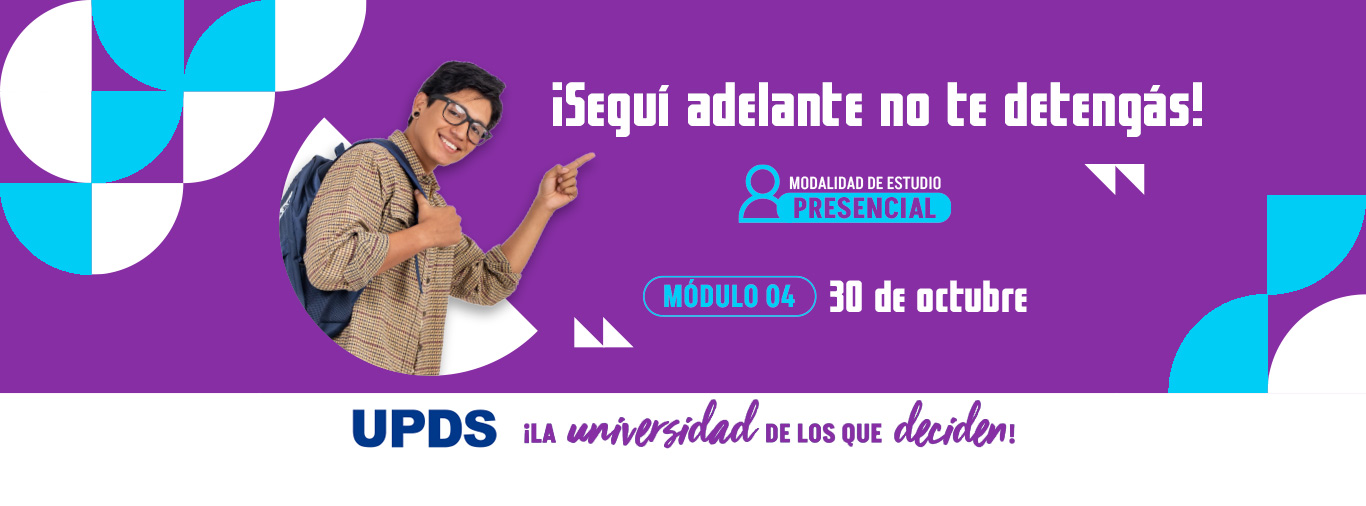 ¡Seguí adelante no te detengás!
MODALIDAD DE ESTUDIO
PRESENCIAL
MÓDULO 04 30 de octubre
UPDS ¡LA universidad DE LOS QUE deciden!